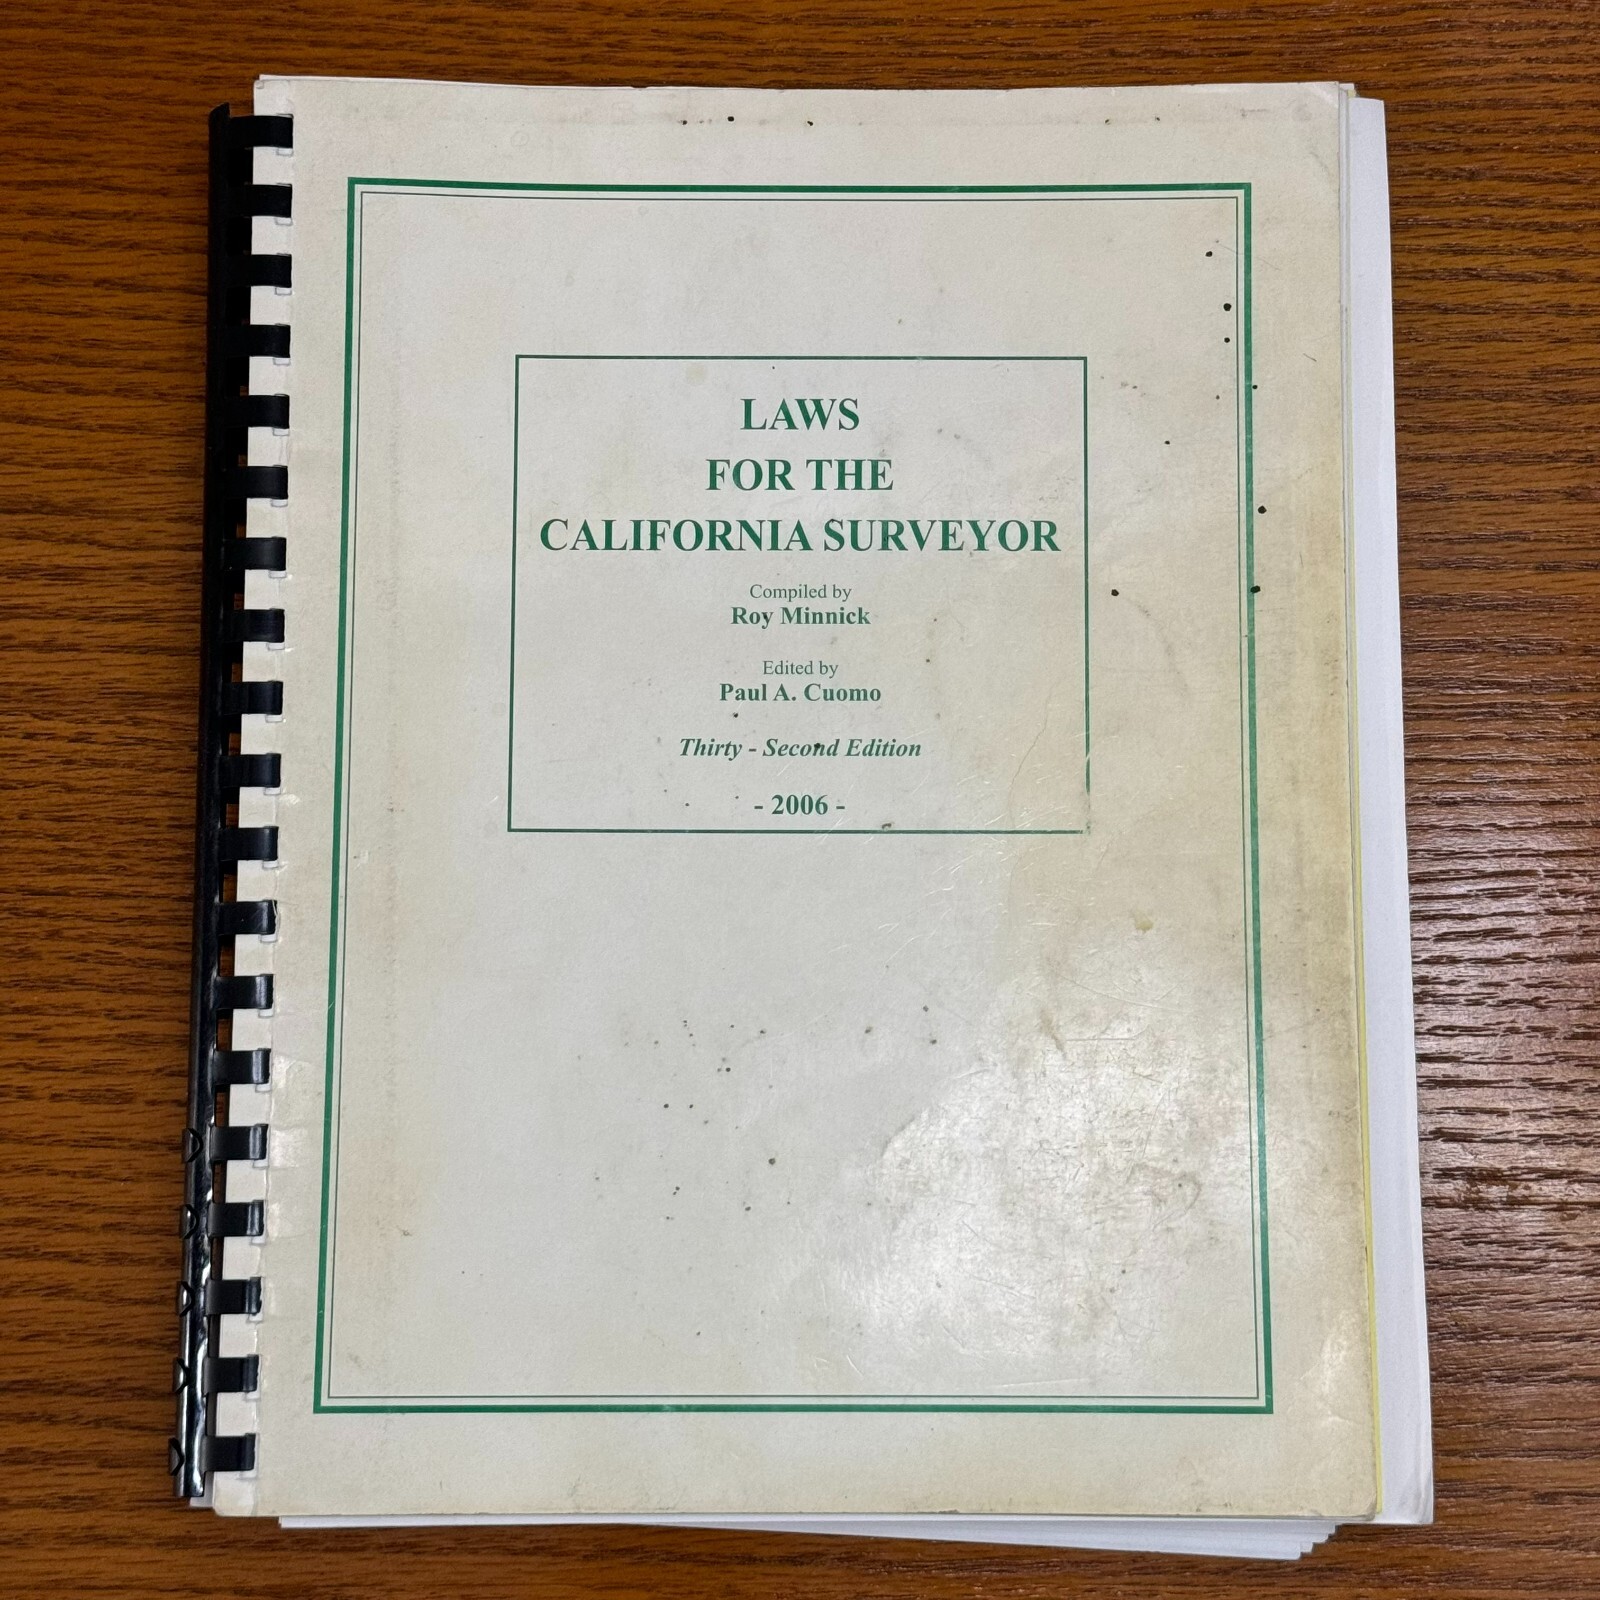 LAWS
FOR THE
CALIFORNIA SURVEYOR
Compiled by
Roy Minnick
Edited by
Paul A. Cuomo
Thirty - Second Edition
- 2006 -